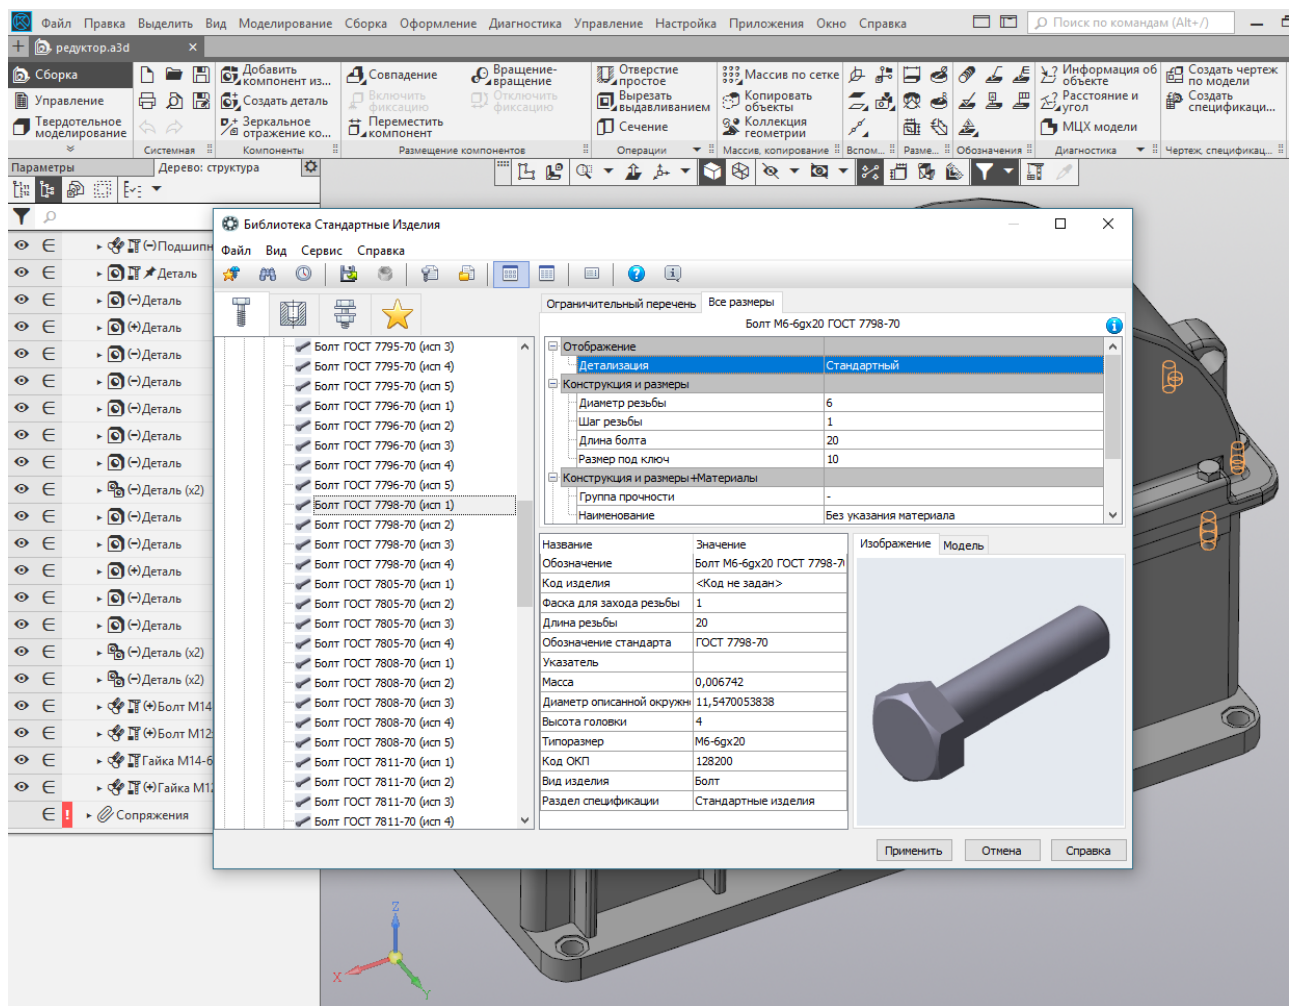 Файл Правка Выделить Вид Моделирование Сборка Оформление Диагностика Управление Настройка Приложения Окно Справка Поиск по командам (Alt+/)
редуктор.a3d
Сборка
Управление
Твердотельное моделирование
Системная
Добавить компонент из...
Создать деталь
Зеркальное отражение ко...
Компоненты
Совпадение
Включить фиксацию
Переместить компонент
Вращение-вращение
Отключить фиксацию
Размещение компонентов
Отверстие простое
Вырезать выдавливанием
Сечение
Операции
Массив по сетке
Копировать объекты
Коллекция геометрии
Массив, копирование
Вспом...
Разме...
Обозначения
Информация об объекте
Расстояние и угол
МЦХ модели
Диагностика
Создать чертеж по модели
Создать спецификаци...
Чертеж, спецификац...
Параметры
Дерево: структура
(-)Подшипн
Деталь
(-)Деталь
(+)Деталь
(-)Деталь
(-)Деталь
(-)Деталь
(-)Деталь
(-)Деталь
(-)Деталь (x2)
(-)Деталь
(-)Деталь
(+)Деталь
(-)Деталь
(-)Деталь
(-)Деталь (x2)
(-)Деталь (x2)
(+)Болт М14
(+)Болт М12
Гайка М14-6
(+)Гайка М12
Сопряжения
Библиотека Стандартные Изделия
Файл Вид Сервис Справка
Болт ГОСТ 7795-70 (исп 3)
Болт ГОСТ 7795-70 (исп 4)
Болт ГОСТ 7795-70 (исп 5)
Болт ГОСТ 7796-70 (исп 1)
Болт ГОСТ 7796-70 (исп 2)
Болт ГОСТ 7796-70 (исп 3)
Болт ГОСТ 7796-70 (исп 4)
Болт ГОСТ 7796-70 (исп 5)
Болт ГОСТ 7798-70 (исп 1)
Болт ГОСТ 7798-70 (исп 2)
Болт ГОСТ 7798-70 (исп 3)
Болт ГОСТ 7798-70 (исп 4)
Болт ГОСТ 7805-70 (исп 1)
Болт ГОСТ 7805-70 (исп 2)
Болт ГОСТ 7805-70 (исп 3)
Болт ГОСТ 7805-70 (исп 4)
Болт ГОСТ 7808-70 (исп 1)
Болт ГОСТ 7808-70 (исп 2)
Болт ГОСТ 7808-70 (исп 3)
Болт ГОСТ 7808-70 (исп 4)
Болт ГОСТ 7808-70 (исп 5)
Болт ГОСТ 7811-70 (исп 1)
Болт ГОСТ 7811-70 (исп 2)
Болт ГОСТ 7811-70 (исп 3)
Болт ГОСТ 7811-70 (исп 4)
Ограничительный перечень Все размеры
Болт М6-6gx20 ГОСТ 7798-70
Отображение
Детализация Стандартный
Конструкция и размеры
Диаметр резьбы 6
Шаг резьбы 1
Длина болта 20
Размер под ключ 10
Конструкция и размеры+Материалы
Группа прочности -
Наименование Без указания материала
Название Значение
Обозначение Болт М6-6gx20 ГОСТ 7798-7
Код изделия <Код не задан>
Фаска для захода резьбы 1
Длина резьбы 20
Обозначение стандарта ГОСТ 7798-70
Указатель
Масса 0,006742
Диаметр описанной окружн 11,5470053838
Высота головки 4
Типоразмер М6-6gx20
Код ОКП 128200
Вид изделия Болт
Раздел спецификации Стандартные изделия
Изображение Модель
Применить Отмена Справка
Z
X
Y